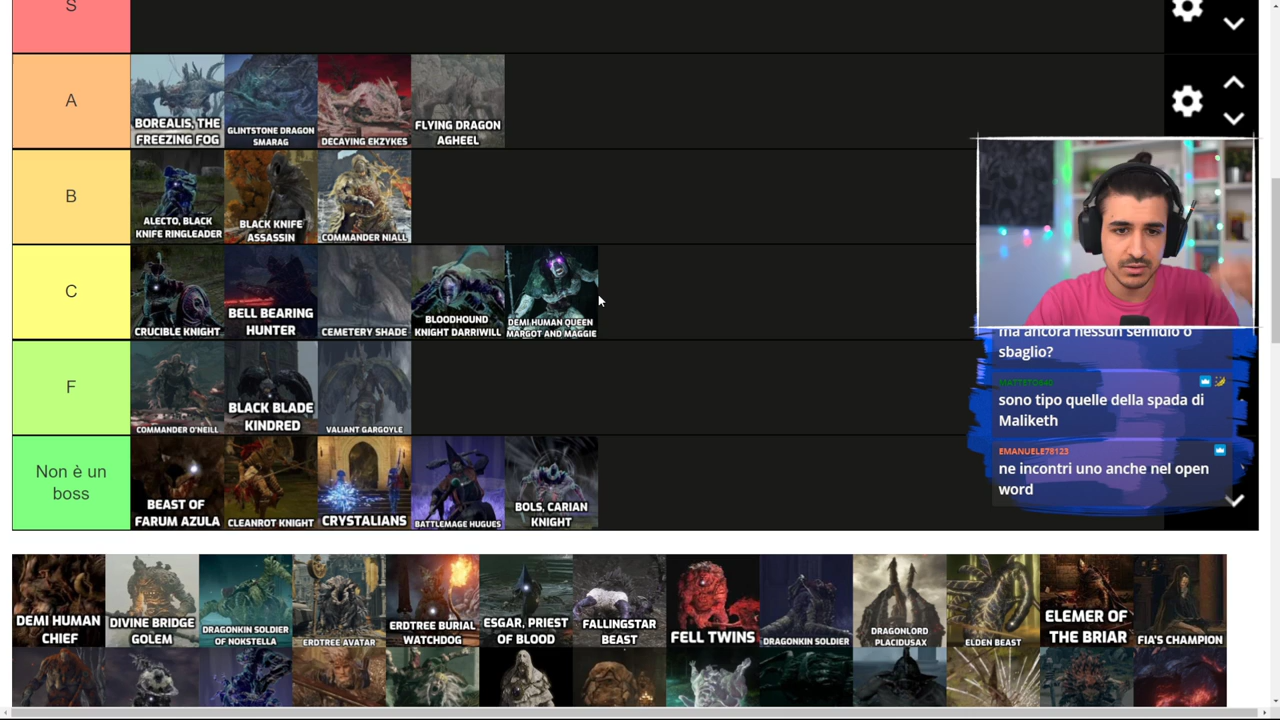 S
A
BOREALIS, THE
FREEZING FOG
GLINTSTONE DRAGON
SMARAG
DECAYING EKZYKES
FLYING DRAGON
AGHEEL
B
ALECTO, BLACK
KNIFE RINGLEADER
BLACK KNIFE
ASSASSIN
COMMANDER NIALL
C
CRUCIBLE KNIGHT
BELL BEARING
HUNTER
CEMETERY SHADE
BLOODHOUND
KNIGHT DARRIWILL
DEMI HUMAN QUEEN
MARGOT AND MAGGIE
ma ancora nessun semidio o
sbaglio?
sono tipo quelle della spada di
Maliketh
EMANUELE78123
ne incontri uno anche nel open
word
F
COMMANDER O'NEILL
BLACK BLADE
KINDRED
VALIANT GARGOYLE
Non è un
boss
BEAST OF
FARUM AZULA
CLEANROT KNIGHT
CRYSTALIANS
BATTLEMAGE HUGUES
BOLS, CARIAN
KNIGHT
DEMI HUMAN
CHIEF
DIVINE BRIDGE
GOLEM
DRAGONKIN SOLDIER
OF NOKSTELLA
ERDTREE AVATAR
ERDTREE BURIAL
WATCHDOG
ESGAR, PRIEST
OF BLOOD
FALLINGSTAR
BEAST
FELL TWINS
DRAGONKIN SOLDIER
DRAGONLORD
PLACIDUSAX
ELDEN BEAST
ELEMER OF
THE BRIAR
FIA'S CHAMPION